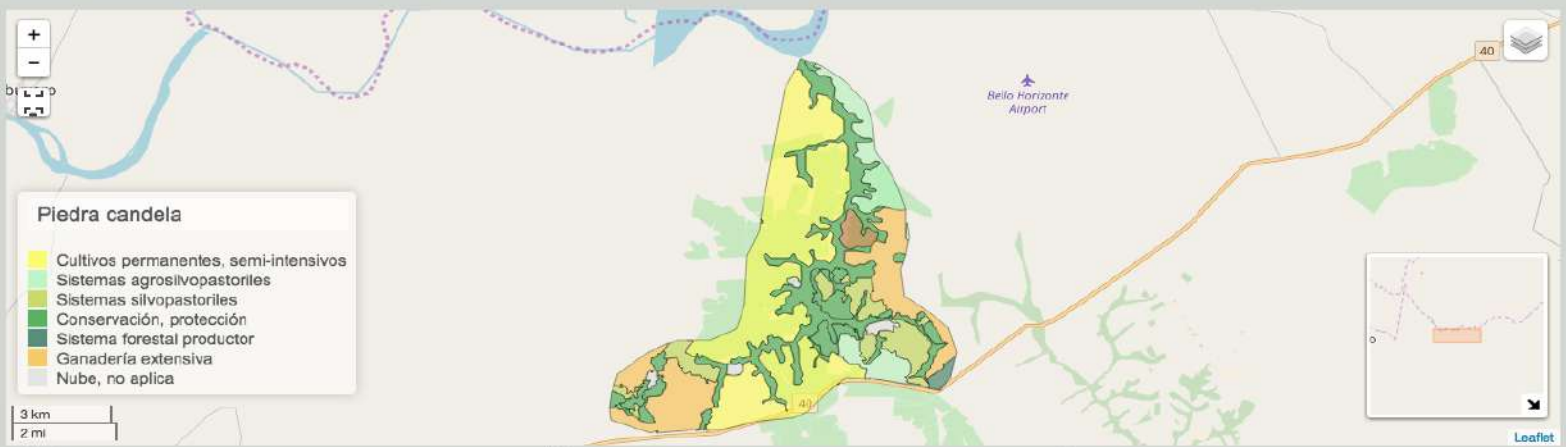 +
−
40
Bello Horizonte
Airport
Piedra candela
Cultivos permanentes, semi-intensivos
Sistemas agrosilvopastoriles
Sistemas silvopastoriles
Conservación, protección
Sistema forestal productor
Ganadería extensiva
Nube, no aplica
40
3 km
2 mi
Leaflet